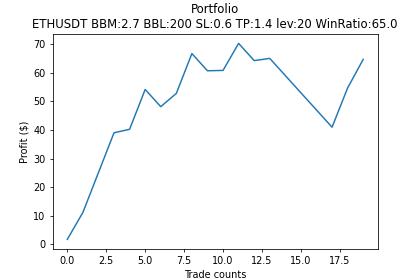 Portfolio
ETHUSDT BBM:2.7 BBL:200 SL:0.6 TP:1.4 lev:20 WinRatio:65.0
70
60
50
40
30
20
10
0
Profit ($)
0.0 2.5 5.0 7.5 10.0 12.5 15.0 17.5
Trade counts